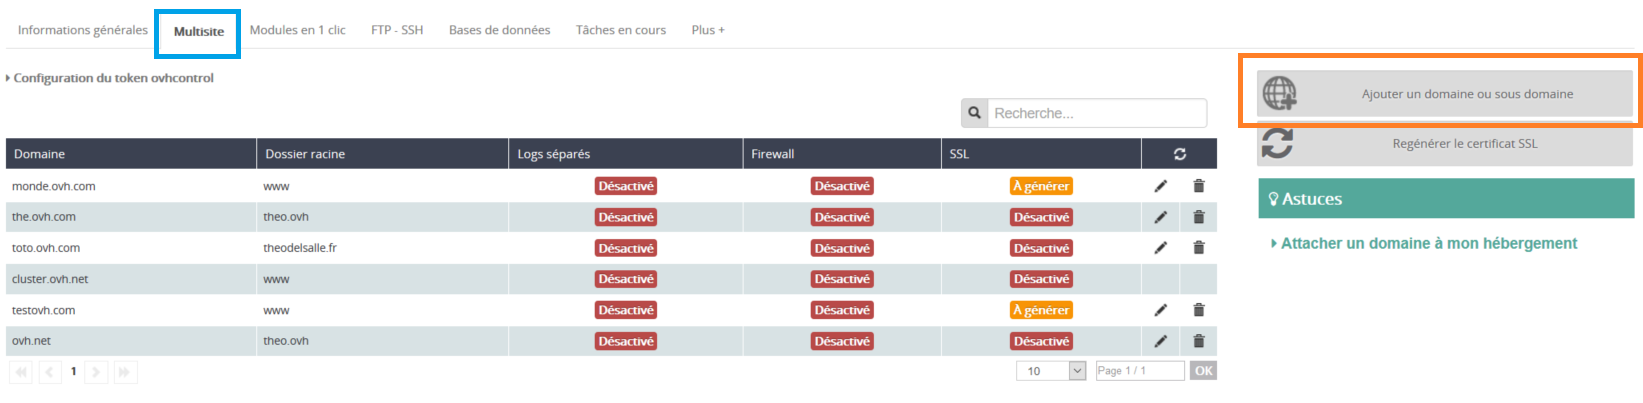 Informations générales Multisite Modules en 1 clic FTP - SSH Bases de données Tâches en cours Plus +
Configuration du token ovhcontrol
Recherche...
Ajouter un domaine ou sous domaine
Regénérer le certificat SSL
Astuces
Attacher un domaine à mon hébergement
Domaine Dossier racine Logs séparés Firewall SSL
monde.ovh.com www Désactivé Désactivé À générer
the.ovh.com theo.ovh Désactivé Désactivé Désactivé
toto.ovh.com theodelsalle.fr Désactivé Désactivé Désactivé
cluster.ovh.net www Désactivé Désactivé Désactivé
testovh.com www Désactivé Désactivé À générer
ovh.net theo.ovh Désactivé Désactivé Désactivé
1 10 Page 1 / 1 OK